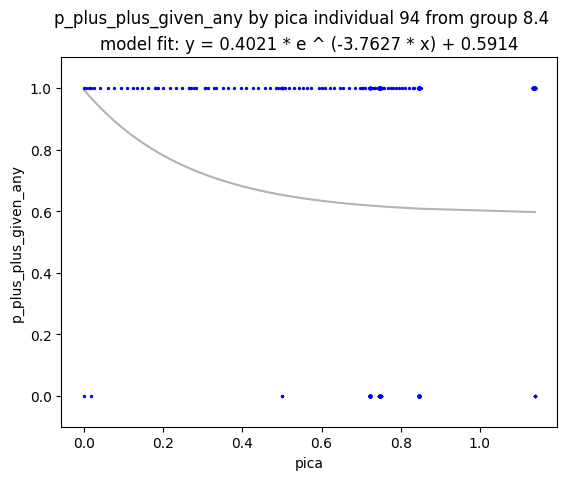 p_plus_plus_given_any by pica individual 94 from group 8.4
model fit: y = 0.4021 * e ^ (-3.7627 * x) + 0.5914
1.0
0.8
0.6
0.4
0.2
0.0
p_plus_plus_given_any
0.0 0.2 0.4 0.6 0.8 1.0
pica